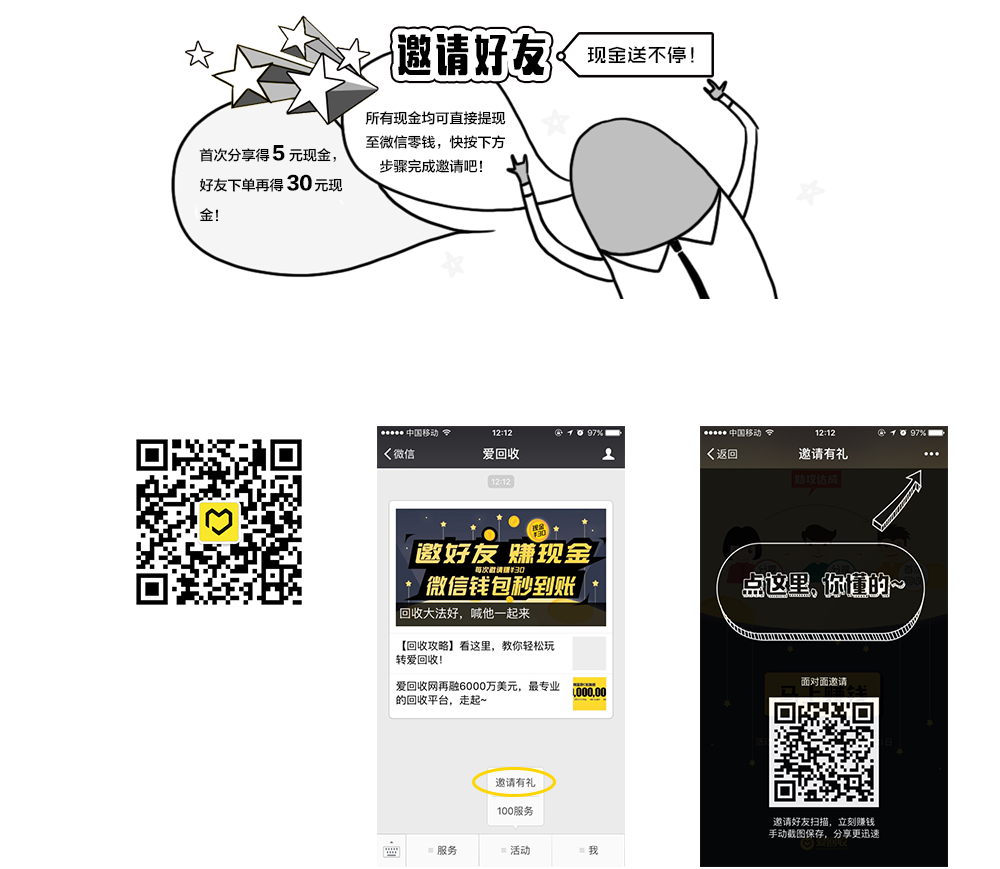 邀请好友
现金送不停!
所有现金均可直接提现
至微信零钱，快按下方
步骤完成邀请吧!
首次分享得5元现金，
好友下单再得30元现
金!
中国移动 12:12 97%
微信 爱回收
12:12
现金
¥30
邀好友 赚现金
每次邀请赚¥30
微信钱包秒到账
回收大法好，喊他一起来
【回收攻略】看这里，教你轻松玩
转爱回收!
爱回收网再融6000万美元，最专业
的回收平台，走起~
邀请有礼
100服务
服务 活动 我
中国移动 12:12 97%
返回 邀请有礼
点这里，你懂的~
面对面邀请
马上赚钱
邀请好友扫描，立刻赚钱
手动截图保存，分享更迅速
爱回收